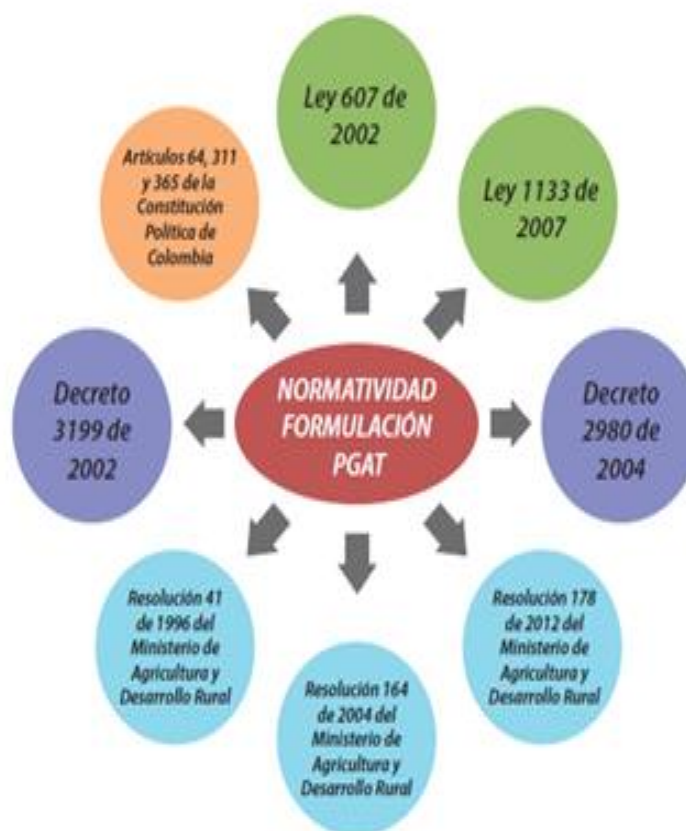 Ley 607 de
2002
Artículos 64, 311
y 365 de la
Constitución
Política de
Colombia
Ley 1133 de
2007
NORMATIVIDAD
FORMULACIÓN
PGAT
Decreto
3199 de
2002
Decreto
2980 de
2004
Resolución 41
de 1996 del
Ministerio de
Agricultura y
Desarrollo Rural
Resolución 178
de 2012 del
Ministerio de
Agricultura y
Desarrollo Rural
Resolución 164
de 2004 del
Ministerio de
Agricultura y
Desarrollo Rural